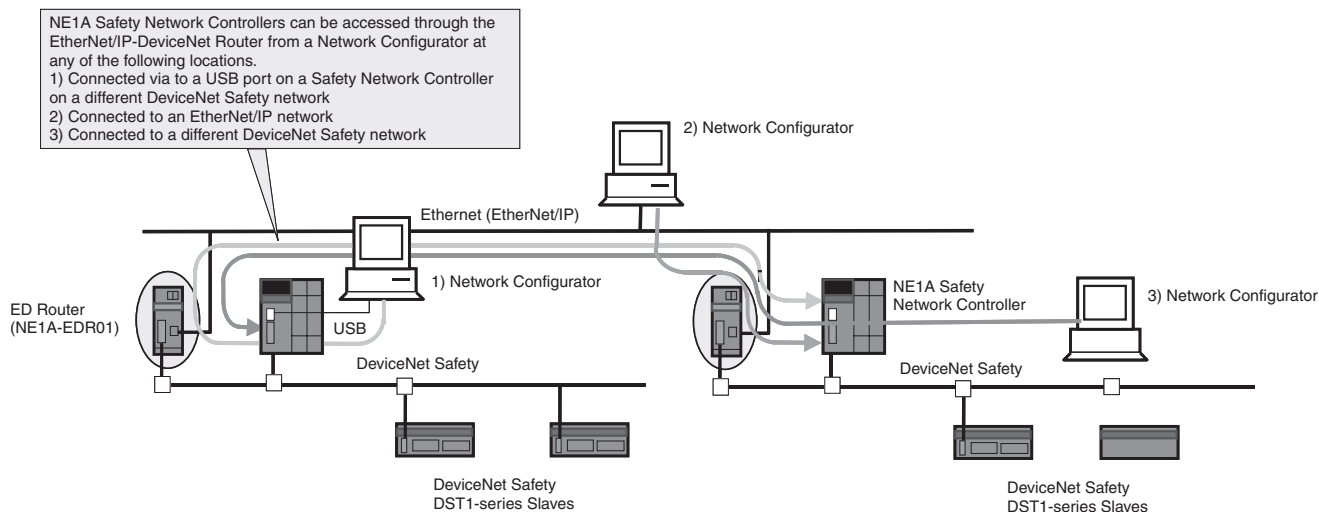 NE1A Safety Network Controllers can be accessed through the
EtherNet/IP-DeviceNet Router from a Network Configurator at
any of the following locations.
1) Connected via to a USB port on a Safety Network Controller
on a different DeviceNet Safety network
2) Connected to an EtherNet/IP network
3) Connected to a different DeviceNet Safety network
2) Network Configurator
Ethernet (EtherNet/IP)
1) Network Configurator
ED Router
(NE1A-EDR01)
USB
NE1A Safety
Network Controller
3) Network Configurator
DeviceNet Safety
DeviceNet Safety
DeviceNet Safety
DST1-series Slaves
DeviceNet Safety
DST1-series Slaves